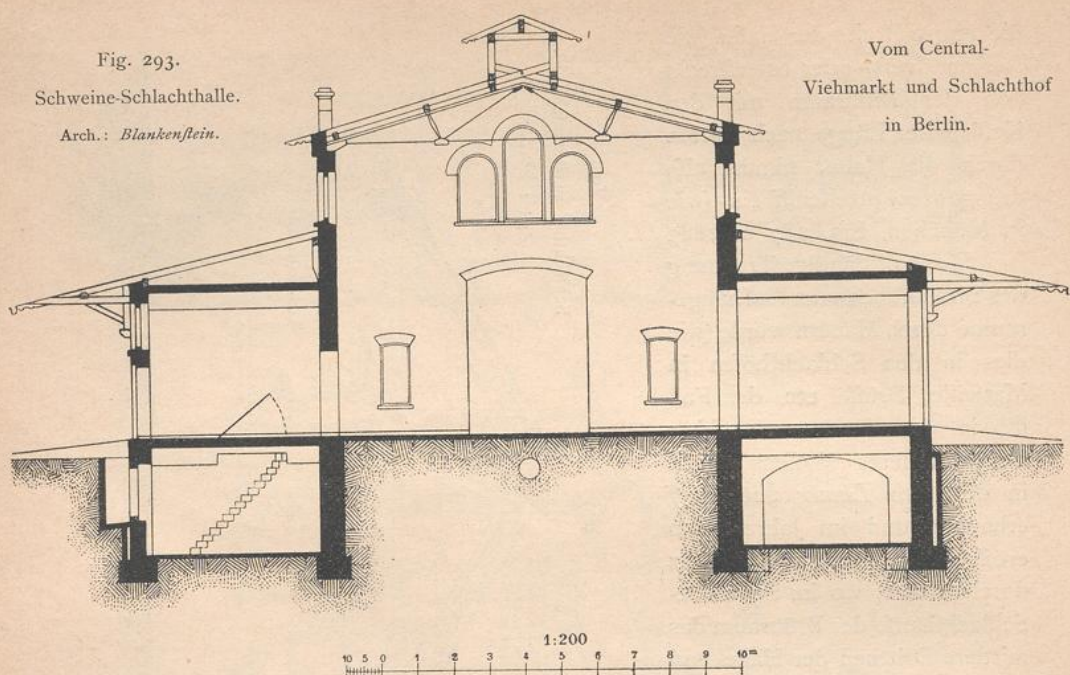 Fig. 293.
Schweine-Schlachthalle.
Arch.: Blankenſtein.
Vom Central-
Viehmarkt und Schlachthof
in Berlin.
1:200
10 5 0 1 2 3 4 5 6 7 8 9 10 m